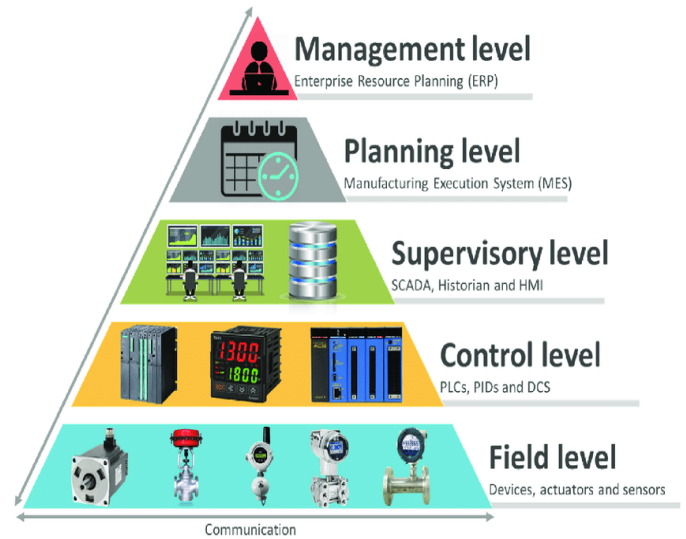 Management level
Enterprise Resource Planning (ERP)
Planning level
Manufacturing Execution System (MES)
Supervisory level
SCADA, Historian and HMI
1300
1800
Control level
PLCs, PIDs and DCS
Field level
Devices, actuators and sensors
Communication